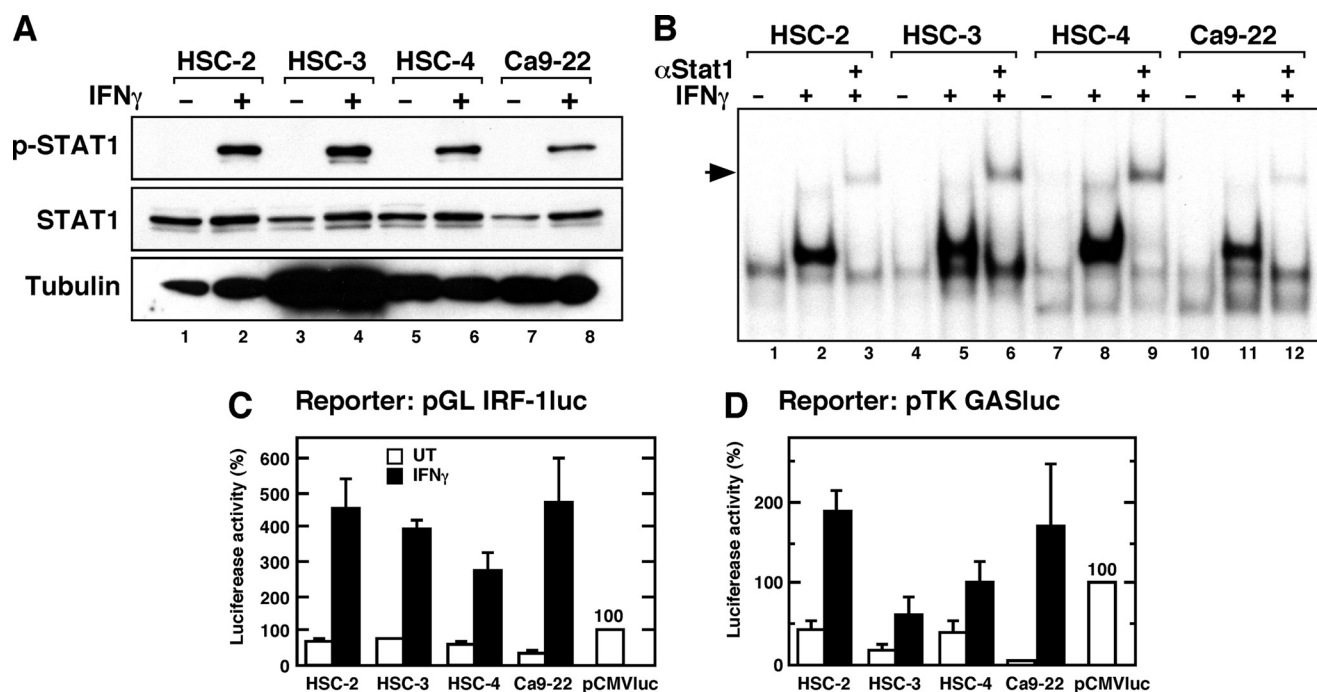 A
HSC-2 HSC-3 HSC-4 Ca9-22
IFNγ − + − + − + − +
p-STAT1
STAT1
Tubulin
1 2 3 4 5 6 7 8
B
HSC-2 HSC-3 HSC-4 Ca9-22
αStat1 + + + +
IFNγ − + + − + + − + + − + +
1 2 3 4 5 6 7 8 9 10 11 12
C Reporter: pGL IRF-1luc
Luciferease activity (%)
600
500
400
300
200
100
0
UT
IFNγ
100
HSC-2 HSC-3 HSC-4 Ca9-22 pCMVluc
D Reporter: pTK GASluc
Luciferease activity (%)
200
100
0
100
HSC-2 HSC-3 HSC-4 Ca9-22 pCMVluc